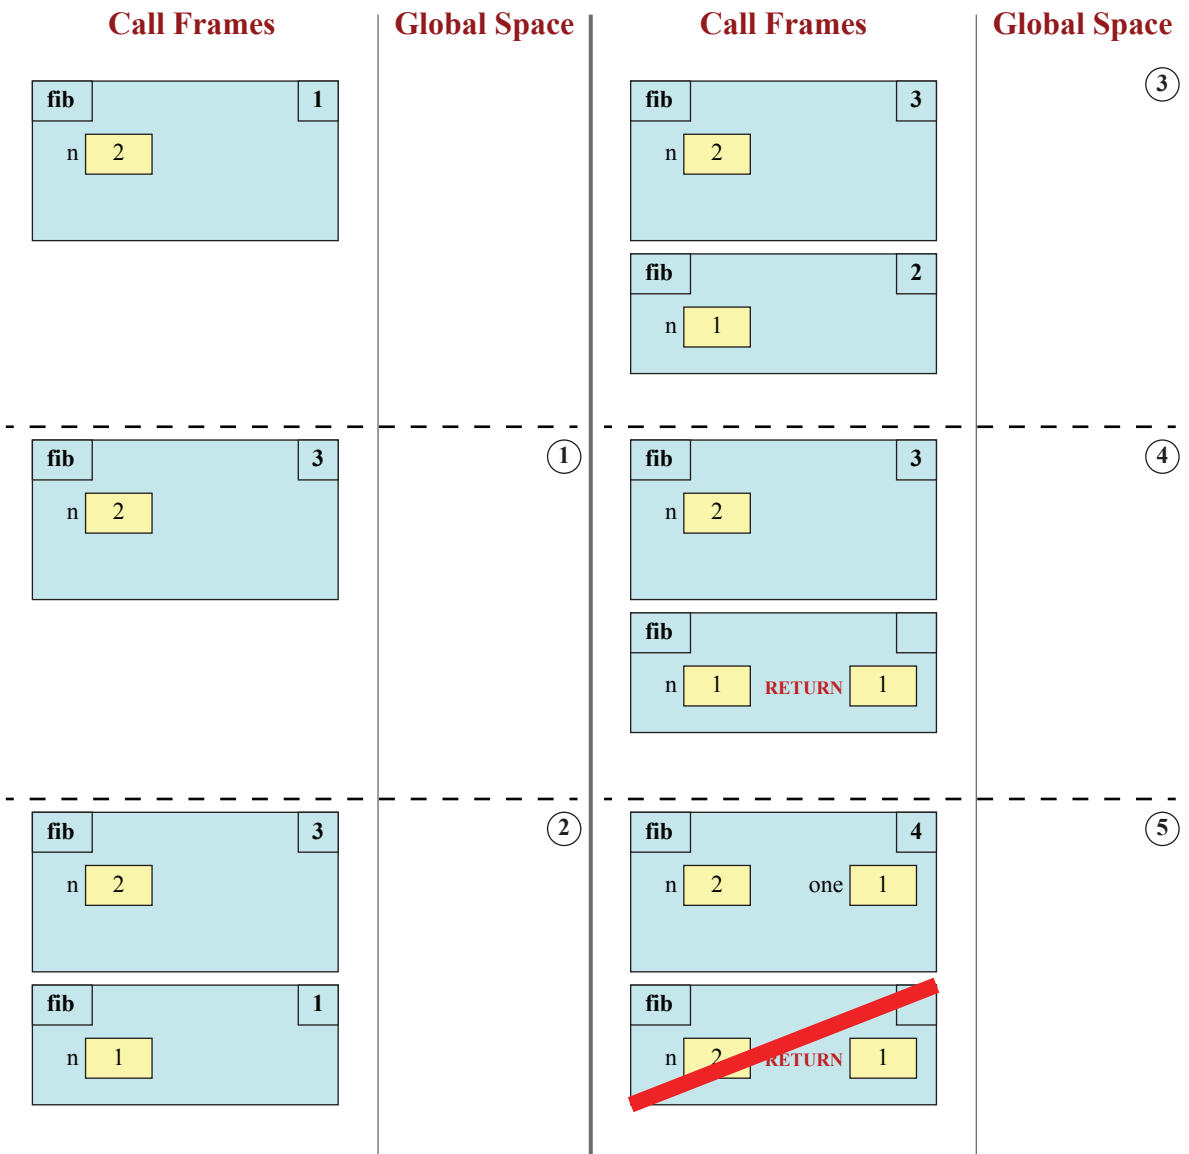 Call Frames Global Space
fib 1
n 2
fib 3
1
n 2
fib 3
2
n 2
fib 1
n 1
Call Frames Global Space
3
fib 3
n 2
fib 2
n 1
fib 3
4
n 2
fib
n 1 RETURN 1
fib 4
5
n 2 one 1
fib
n 2 RETURN 1